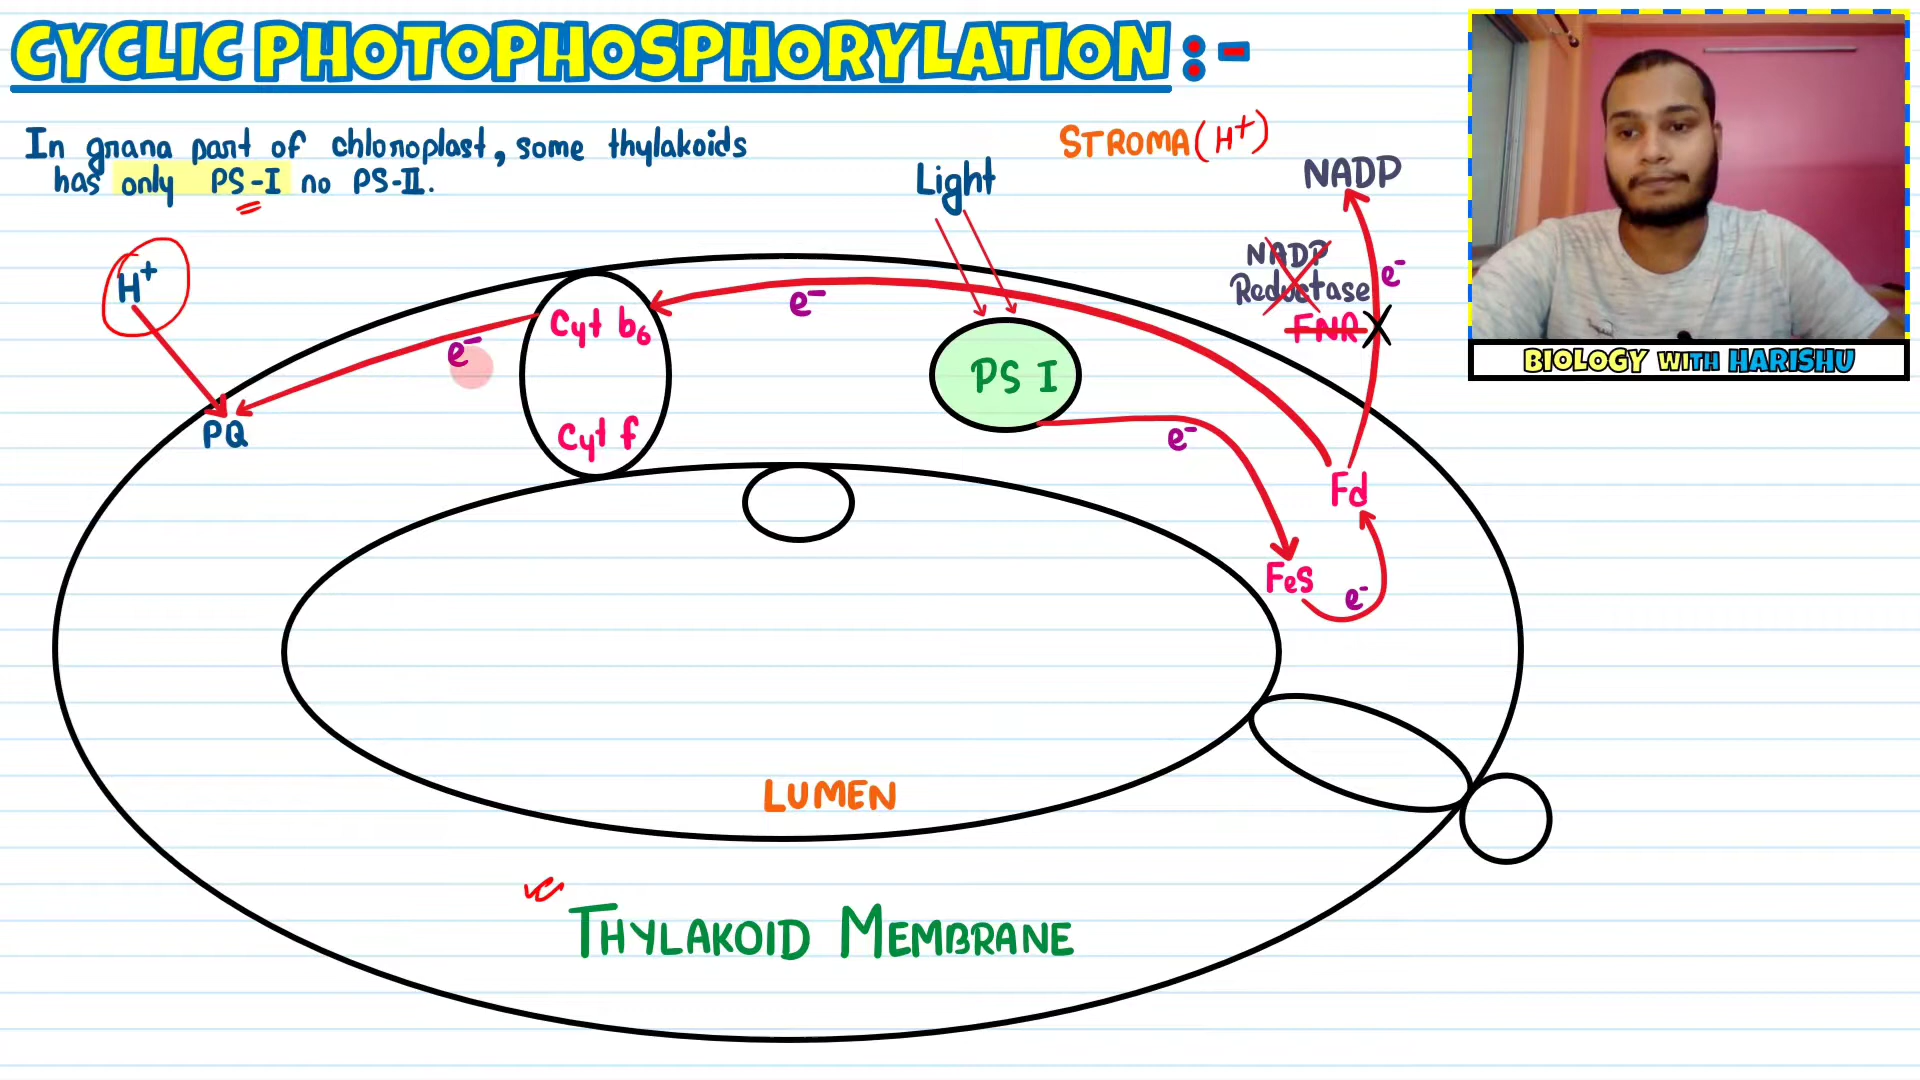 CYCLIC PHOTOPHOSPHORYLATION :-
In grana part of chloroplast, some thylakoids
has only PS-I no PS-II.
STROMA (H+)
Light
NADP
H+
NADP
Reductase
e-
FNR
Cyt b6
e-
e-
PS I
PQ
Cyt f
e-
Fd
FeS
e-
LUMEN
THYLAKOID MEMBRANE
BIOLOGY WITH HARISHU